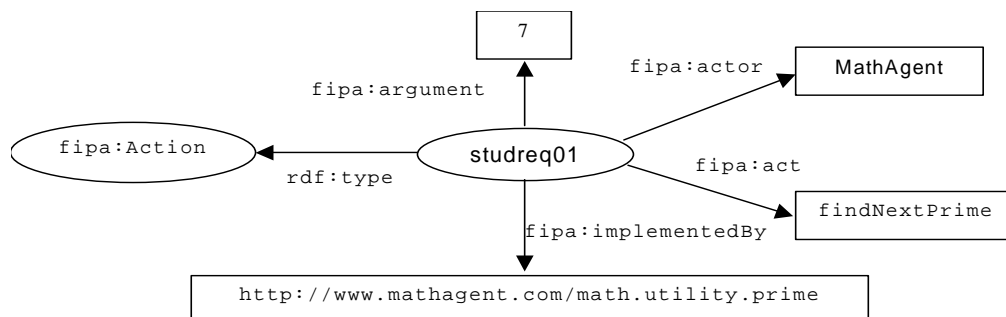 7
fipa:actor
MathAgent
fipa:argument
fipa:Action
studreq01
fipa:act
rdf:type
findNextPrime
fipa:implementedBy
http://www.mathagent.com/math.utility.prime